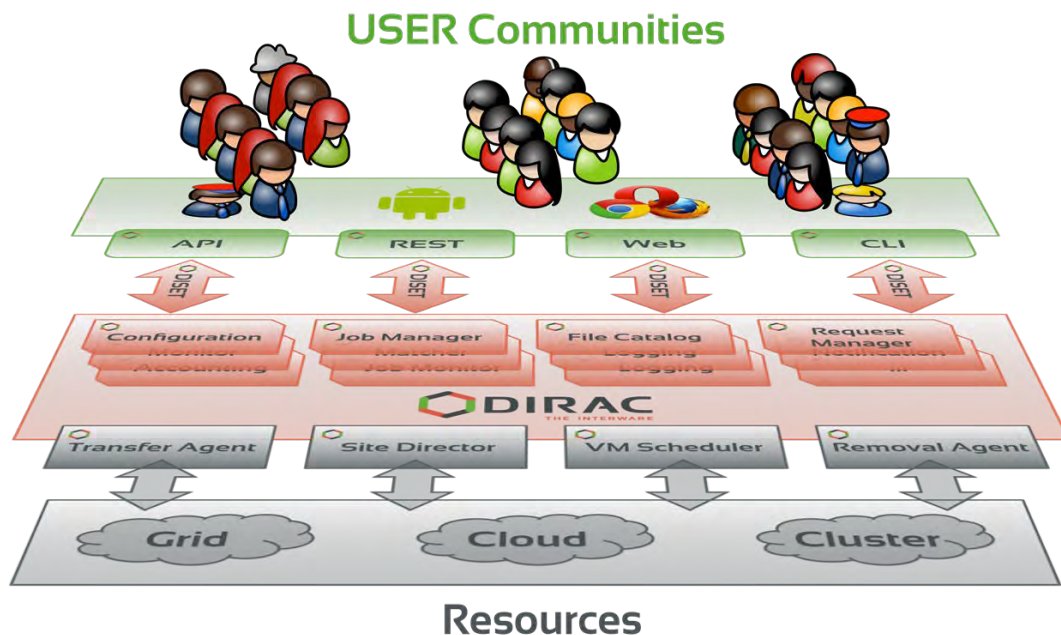 USER Communities
API
REST
Web
CLI
DISET
DISET
DISET
DISET
Configuration
Monitor
Accounting
Job Manager
Matcher
Job Monitor
File Catalog
Logging
Logging
Request
Manager
Notification
...
DIRAC
THE INTERWARE
Transfer Agent
Site Director
VM Scheduler
Removal Agent
Grid
Cloud
Cluster
Resources